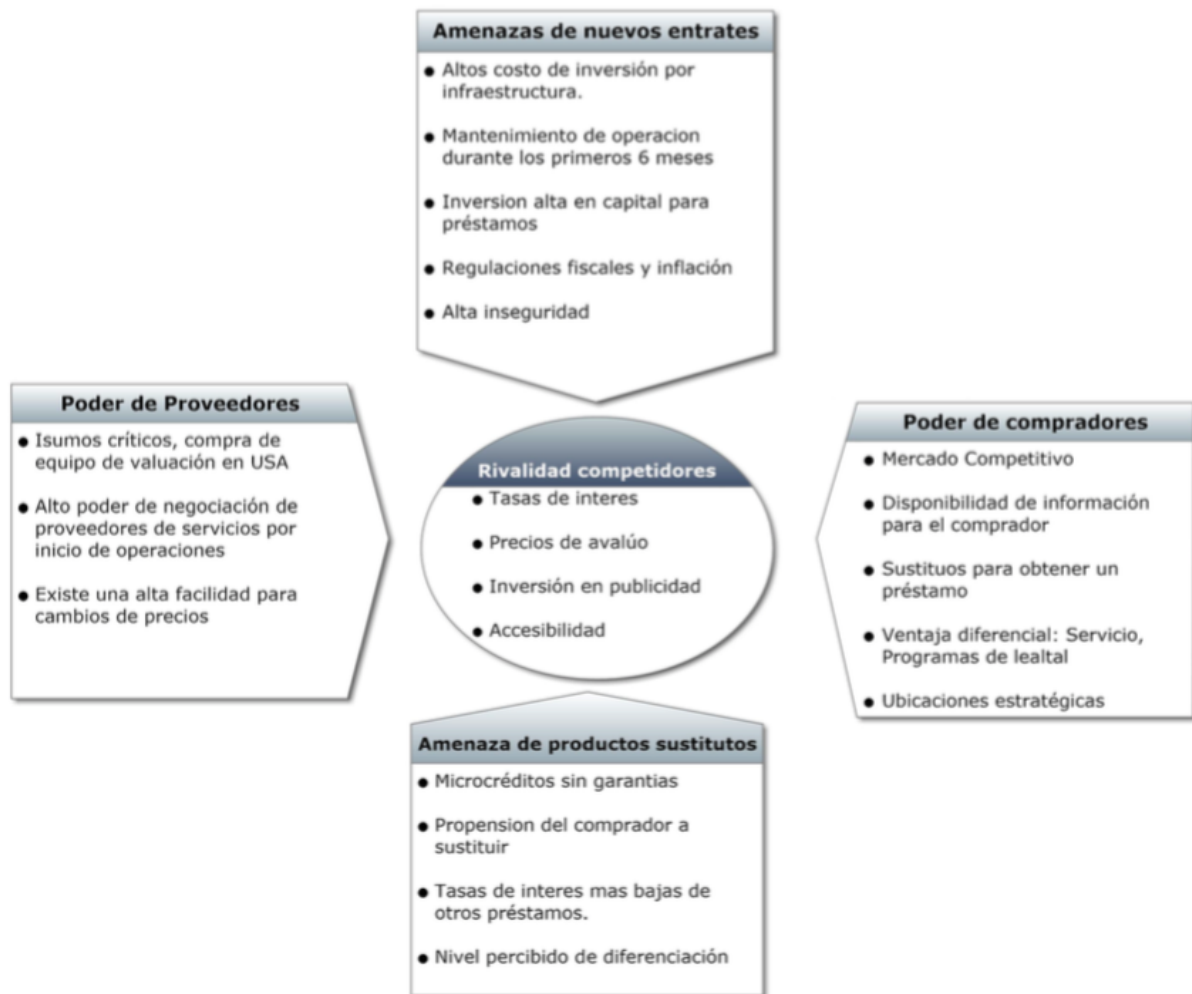 Amenazas de nuevos entrates
● Altos costo de inversión por
infraestructura.
● Mantenimiento de operacion
durante los primeros 6 meses
● Inversion alta en capital para
préstamos
● Regulaciones fiscales y inflación
● Alta inseguridad
Poder de Proveedores
● Isumos críticos, compra de
equipo de valuación en USA
● Alto poder de negociación de
proveedores de servicios por
inicio de operaciones
● Existe una alta facilidad para
cambios de precios
Rivalidad competidores
● Tasas de interes
● Precios de avalúo
● Inversión en publicidad
● Accesibilidad
Poder de compradores
● Mercado Competitivo
● Disponibilidad de información
para el comprador
● Sustituos para obtener un
préstamo
● Ventaja diferencial: Servicio,
Programas de lealtal
● Ubicaciones estratégicas
Amenaza de productos sustitutos
● Microcréditos sin garantias
● Propension del comprador a
sustituir
● Tasas de interes mas bajas de
otros préstamos.
● Nivel percibido de diferenciación